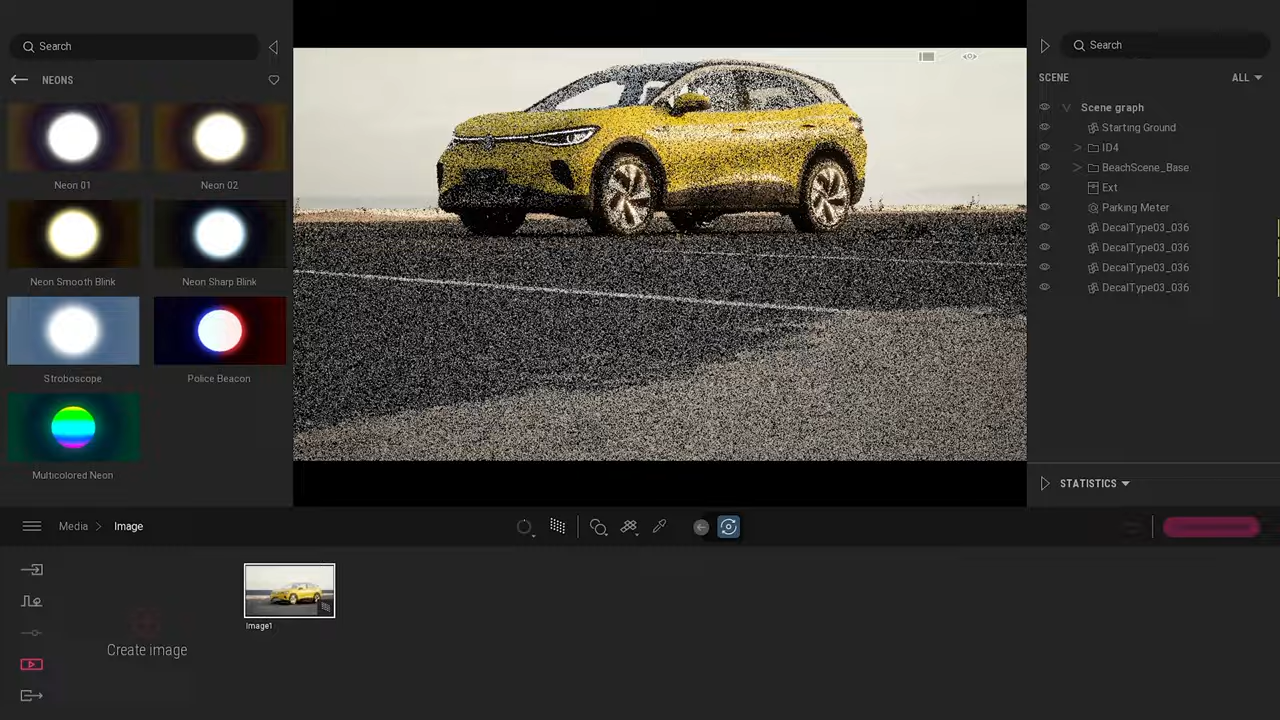 Search
NEONS
Neon 01
Neon 02
Neon Smooth Blink
Neon Sharp Blink
Stroboscope
Police Beacon
Multicolored Neon
Search
SCENE
ALL
Scene graph
Starting Ground
ID4
BeachScene_Base
Ext
Parking Meter
DecalType03_036
DecalType03_036
DecalType03_036
DecalType03_036
STATISTICS
Media > Image
Create image
Image1